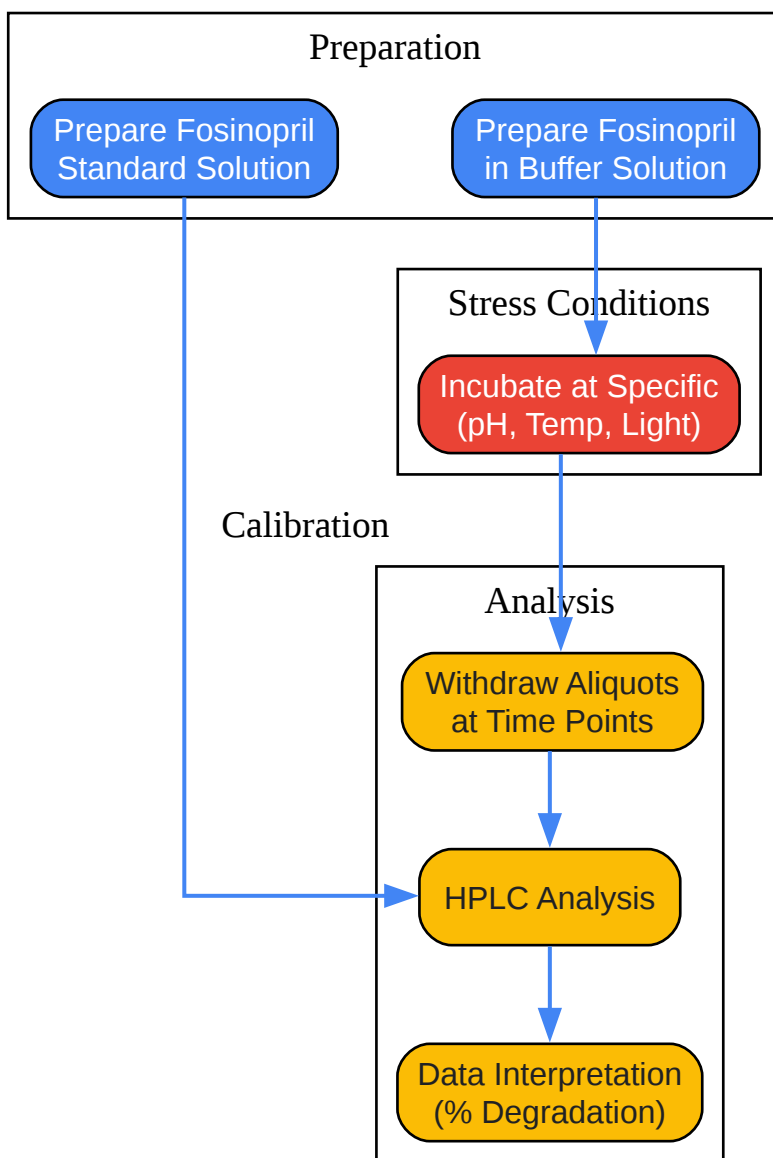 Preparation
Prepare Fosinopril
Standard Solution
Prepare Fosinopril
in Buffer Solution
Stress Conditions
Incubate at Specific
(pH, Temp, Light)
Calibration
Analysis
Withdraw Aliquots
at Time Points
HPLC Analysis
Data Interpretation
(% Degradation)